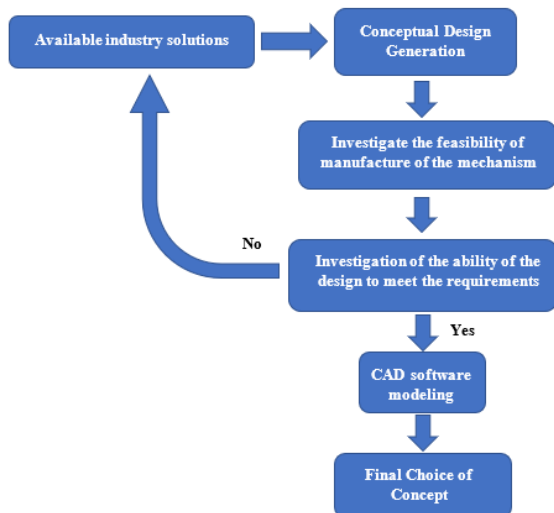 Available industry solutions
Conceptual Design
Generation
Investigate the feasibility of
manufacture of the mechanism
No
Investigation of the ability of the
design to meet the requirements
Yes
CAD software
modeling
Final Choice of
Concept